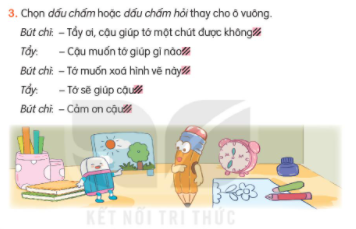 3. Chọn dấu chấm hoặc dấu chấm hỏi thay cho ô vuông.
Bút chì: – Tẩy ơi, cậu giúp tớ một chút được không
Tẩy: – Cậu muốn tớ giúp gì nào
Bút chì: – Tớ muốn xoá hình vẽ này
Tẩy: – Tớ sẽ giúp cậu
Bút chì: – Cảm ơn cậu
KẾT NỐI TRI THỨC